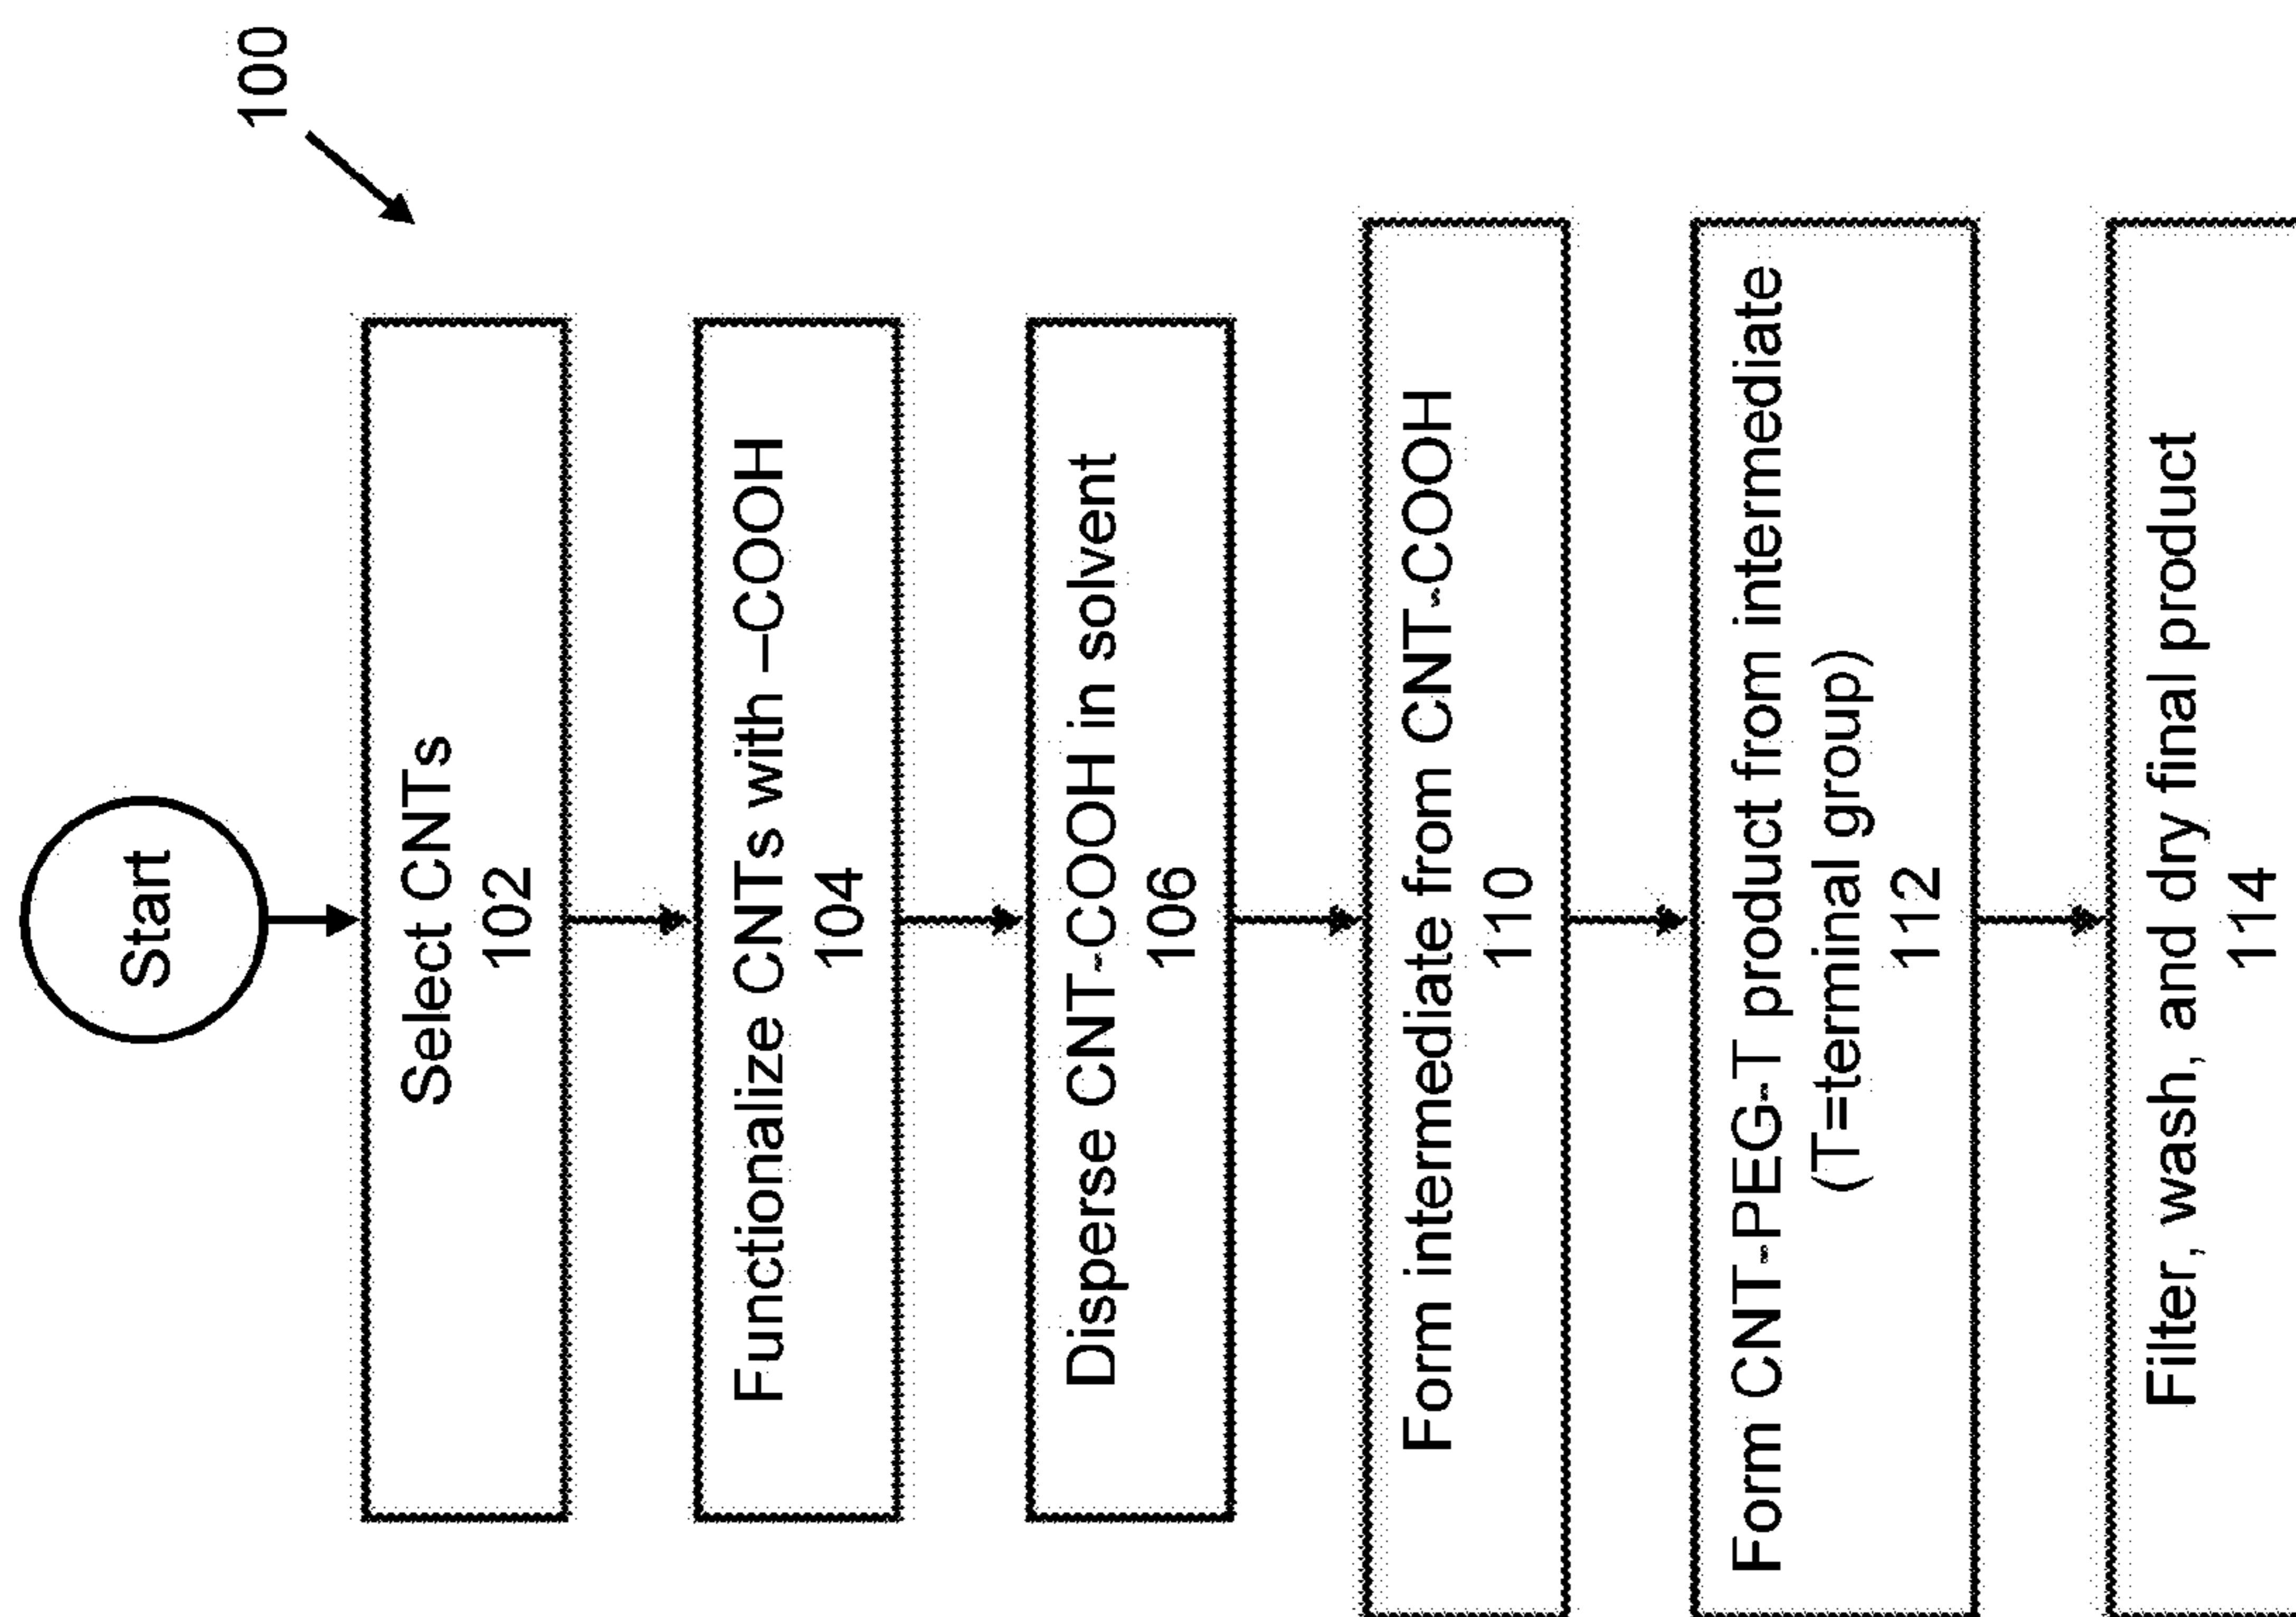 100
Start
Select CNTs
102
Functionalize CNTs with –COOH
104
Disperse CNT-COOH in solvent
106
Form intermediate from CNT-COOH
110
Form CNT-PEG-T product from intermediate
(T=terminal group)
112
Filter, wash, and dry final product
114